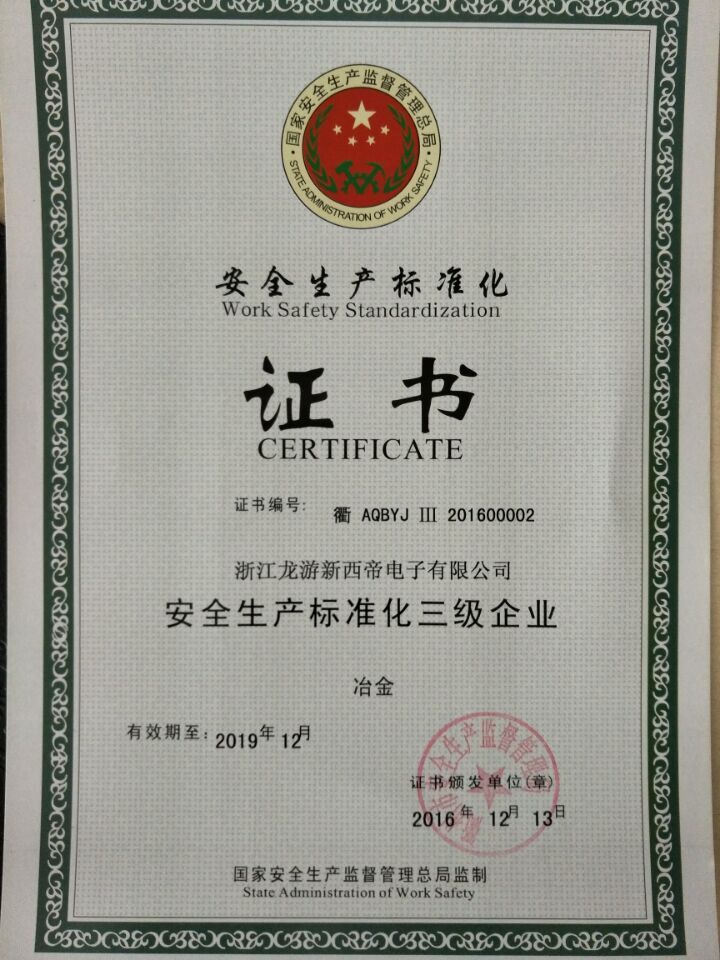 ·国家安全生产监督管理总局·
STATE ADMINISTRATION OF WORK SAFETY
安全生产标准化
Work Safety Standardization
证书
CERTIFICATE
证书编号: 衢 AQBYJ Ⅲ 201600002
浙江龙游新西帝电子有限公司
安全生产标准化三级企业
冶金
有效期至: 2019年12月
证书颁发单位(章)
2016年12月13日
国家安全生产监督管理总局监制
State Administration of Work Safety